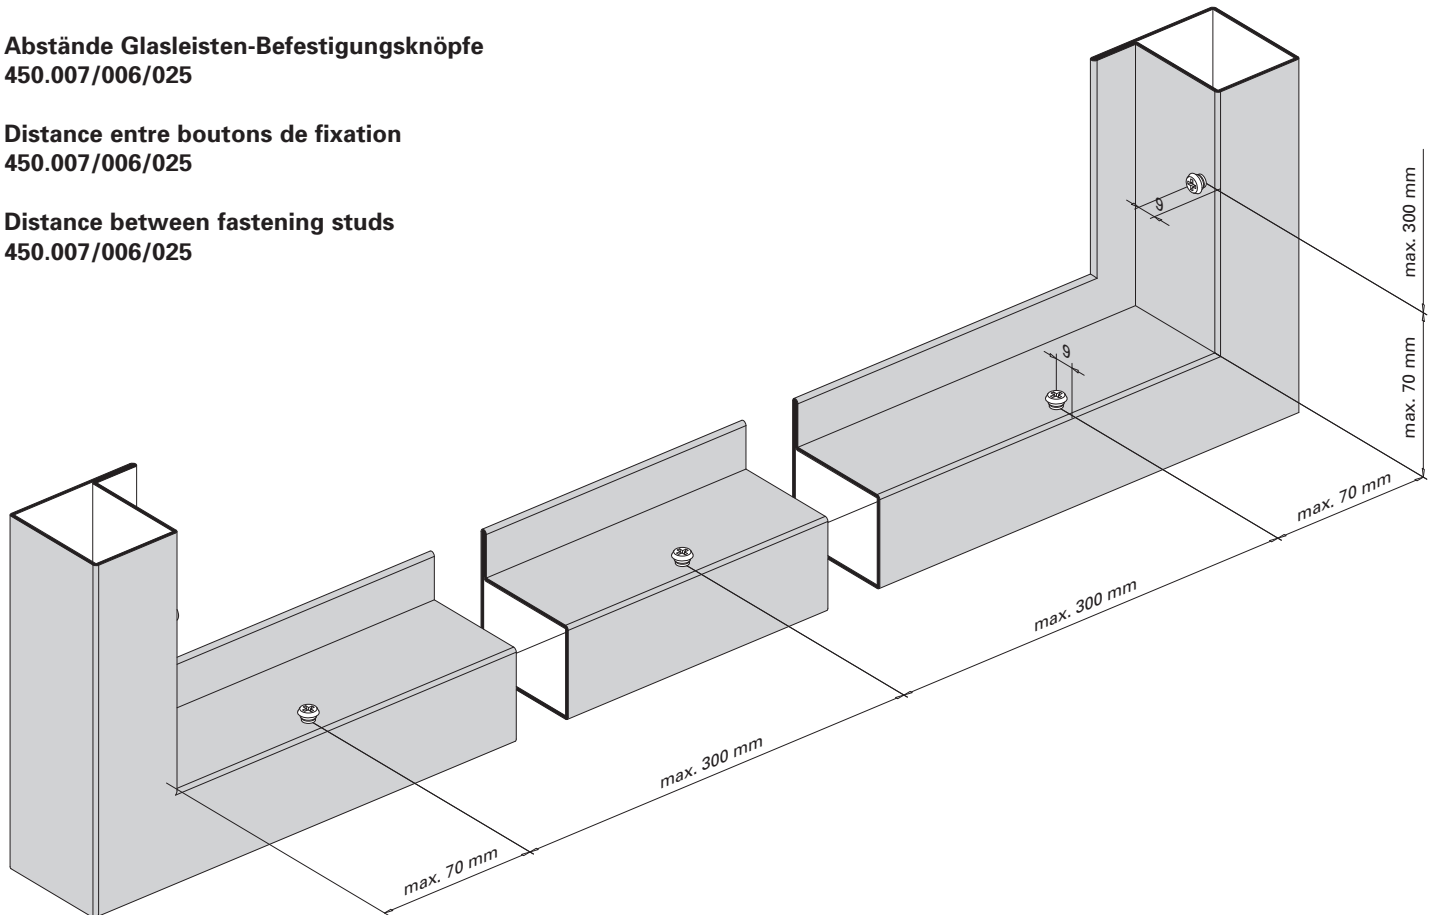 Abstände Glasleisten-Befestigungsknöpfe
450.007/006/025
Distance entre boutons de fixation
450.007/006/025
Distance between fastening studs
450.007/006/025
9
max. 300 mm
9
max. 70 mm
max. 70 mm
max. 300 mm
max. 300 mm
max. 70 mm